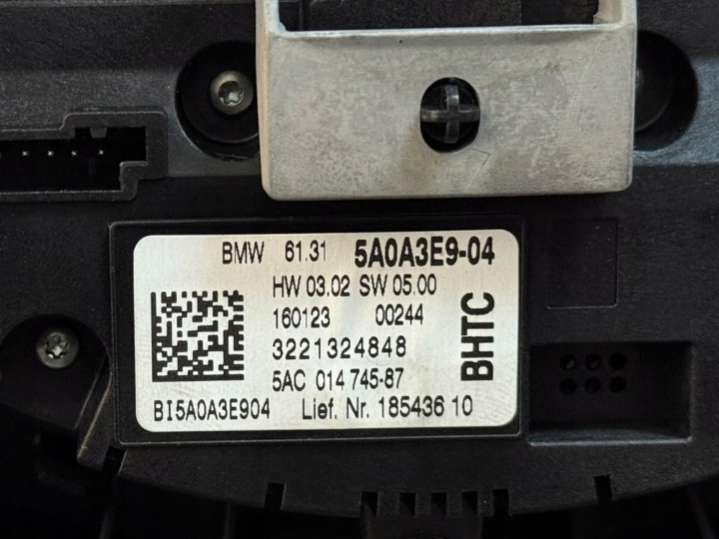 BMW 61.31 5A0A3E9-04
HW 03.02 SW 05.00
160123 00244
3221324848
5AC 014 745-87
BHTC
BI5A0A3E904 Lief. Nr. 185436 10